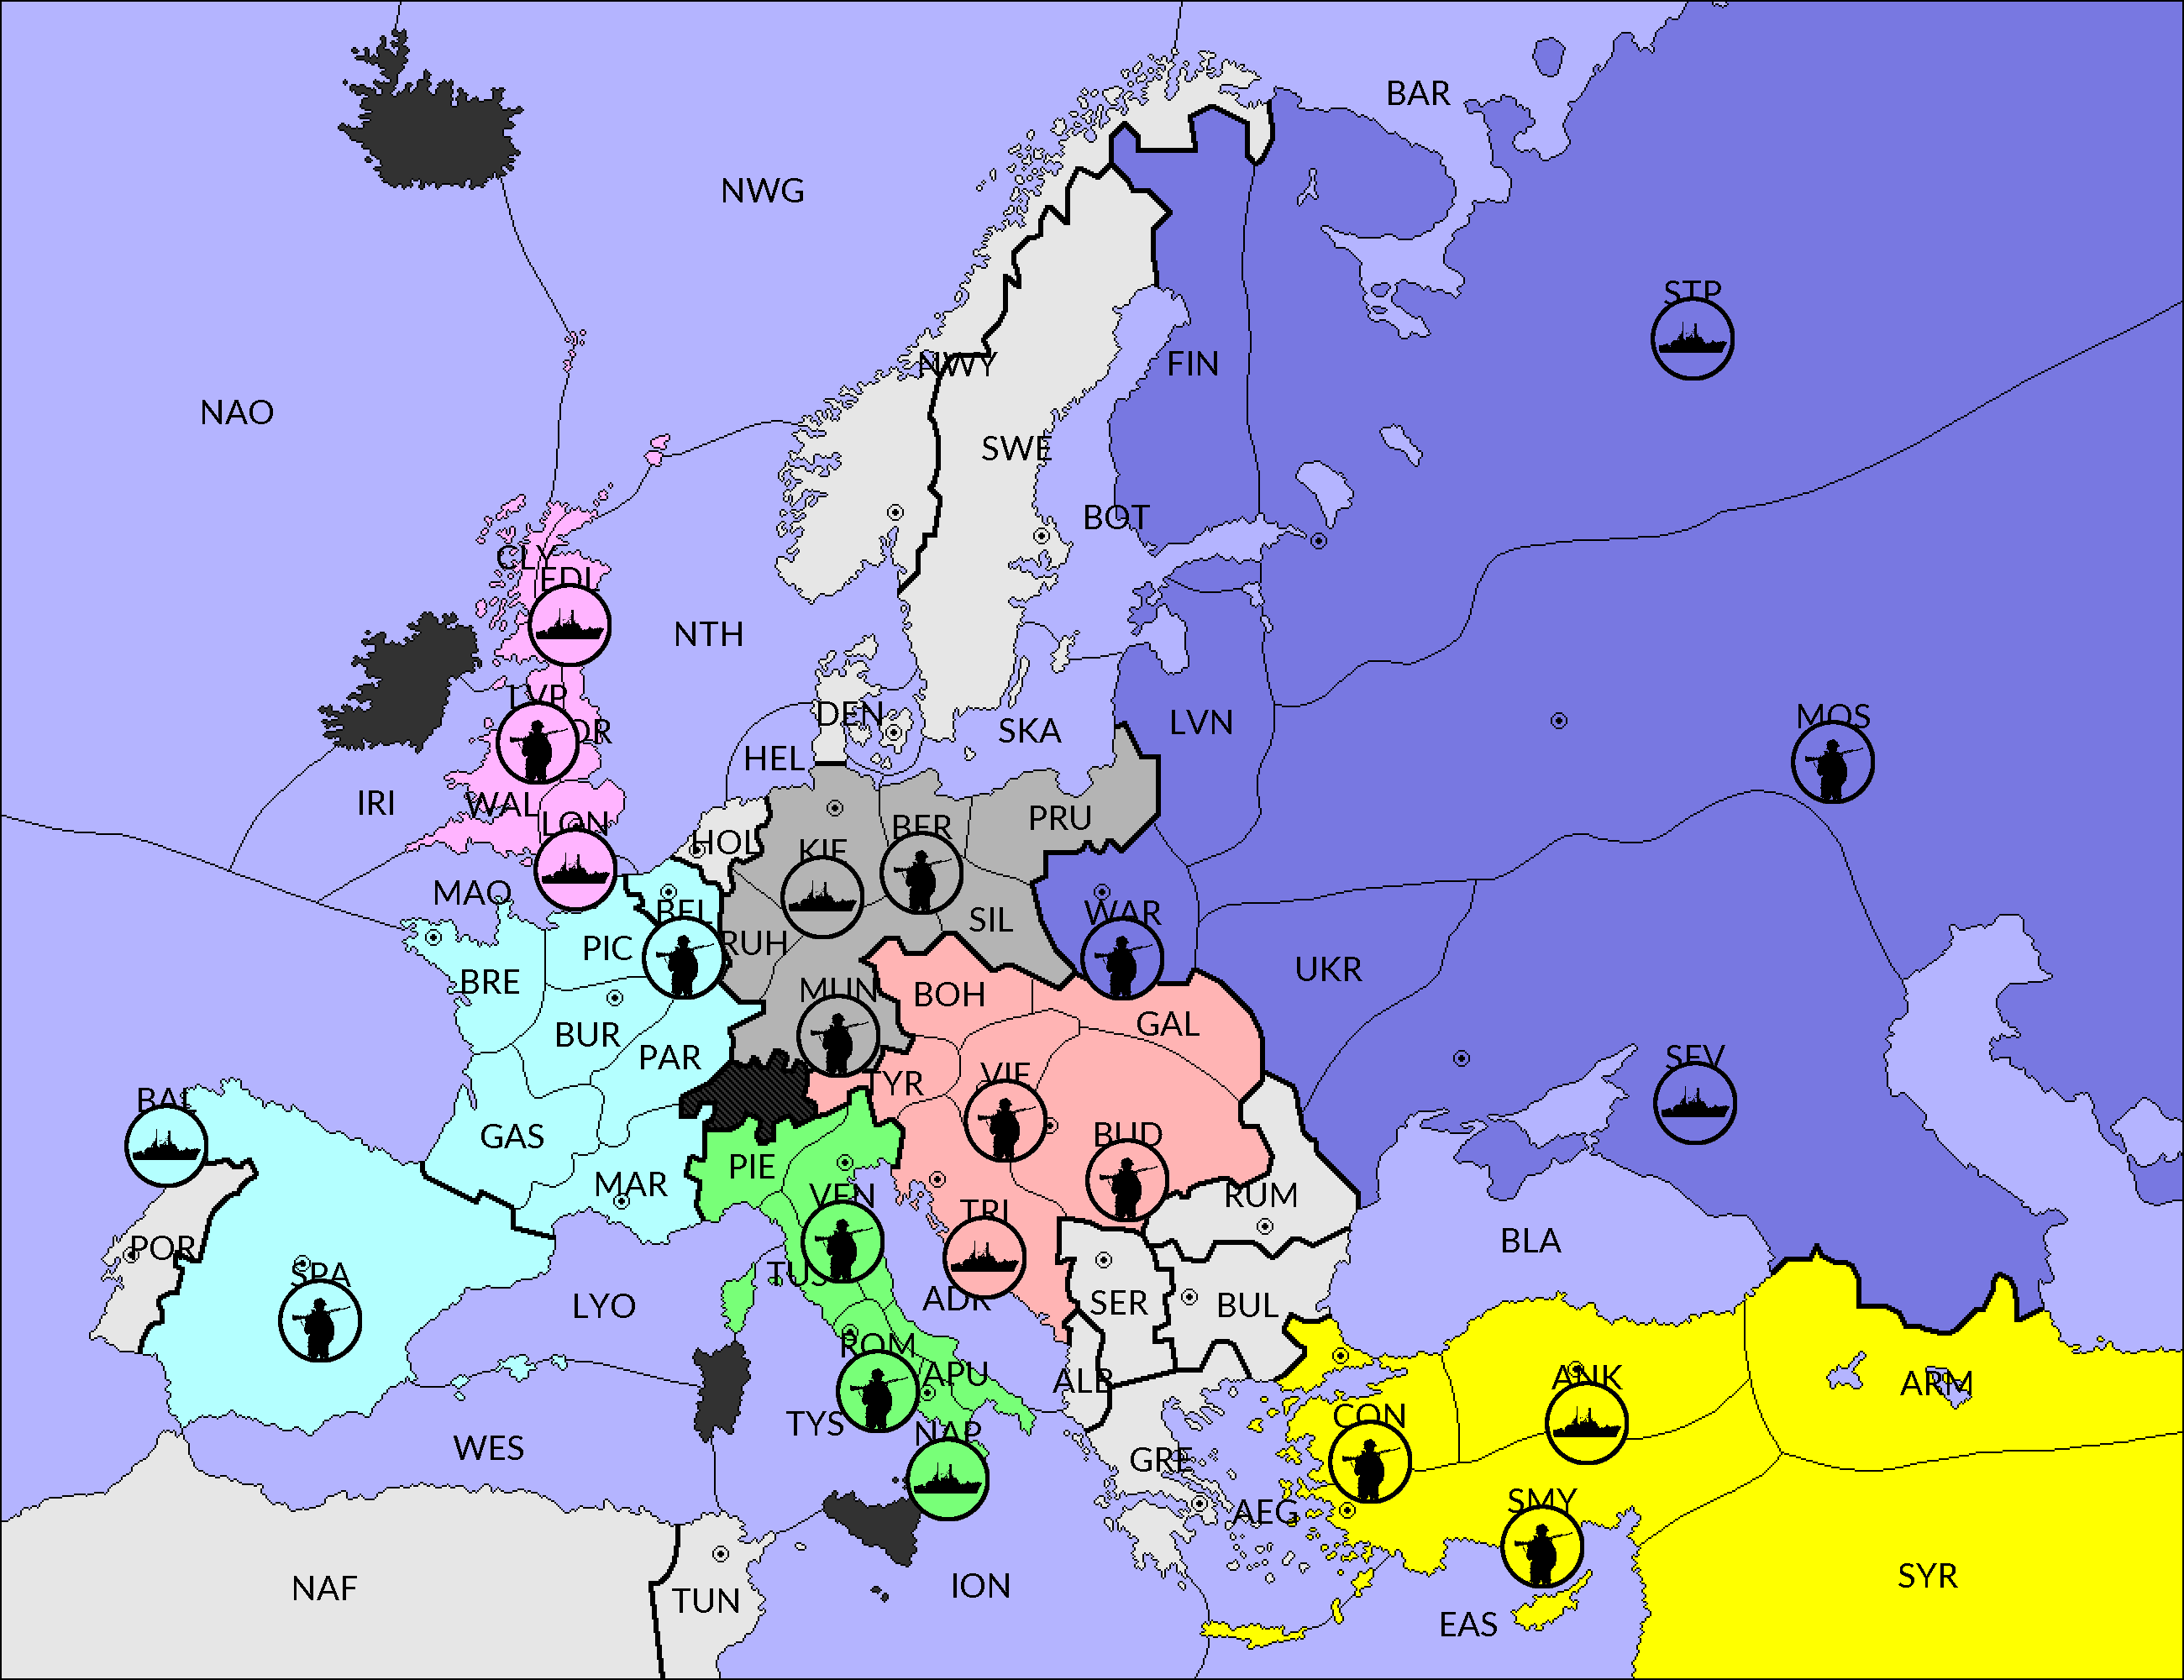 BAR
NWG
STP
NWY
FIN
NAO
SWE
BOT
CLY
EDI
NTH
LVP
MOS
DEN
LVN
SKA
HEL
IRI
WAL
PRU
LON
BER
HOL
KIE
MAO
BEL
WAR
SIL
PIC
RUH
UKR
BRE
MUN
BOH
GAL
BUR
PAR
SEV
VIE
TYR
BAL
BUD
GAS
PIE
MAR
VEN
RUM
TRI
POR
BLA
SPA
TUS
LYO
ADR
SER
BUL
ROM
APU
ALB
ANK
ARM
CON
TYS
NAP
WES
GRE
SMY
AEG
NAF
TUN
ION
SYR
EAS